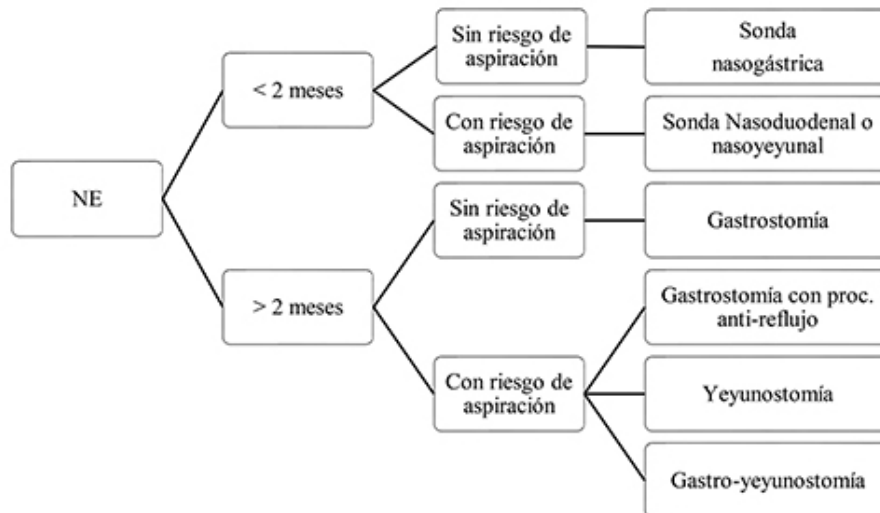 NE
< 2 meses
Sin riesgo de
aspiración
Sonda
nasogástrica
Con riesgo de
aspiración
Sonda Nasoduodenal o
nasoyeyunal
> 2 meses
Sin riesgo de
aspiración
Gastrostomía
Con riesgo de
aspiración
Gastrostomía con proc.
anti-reflujo
Yeyunostomía
Gastro-yeyunostomía